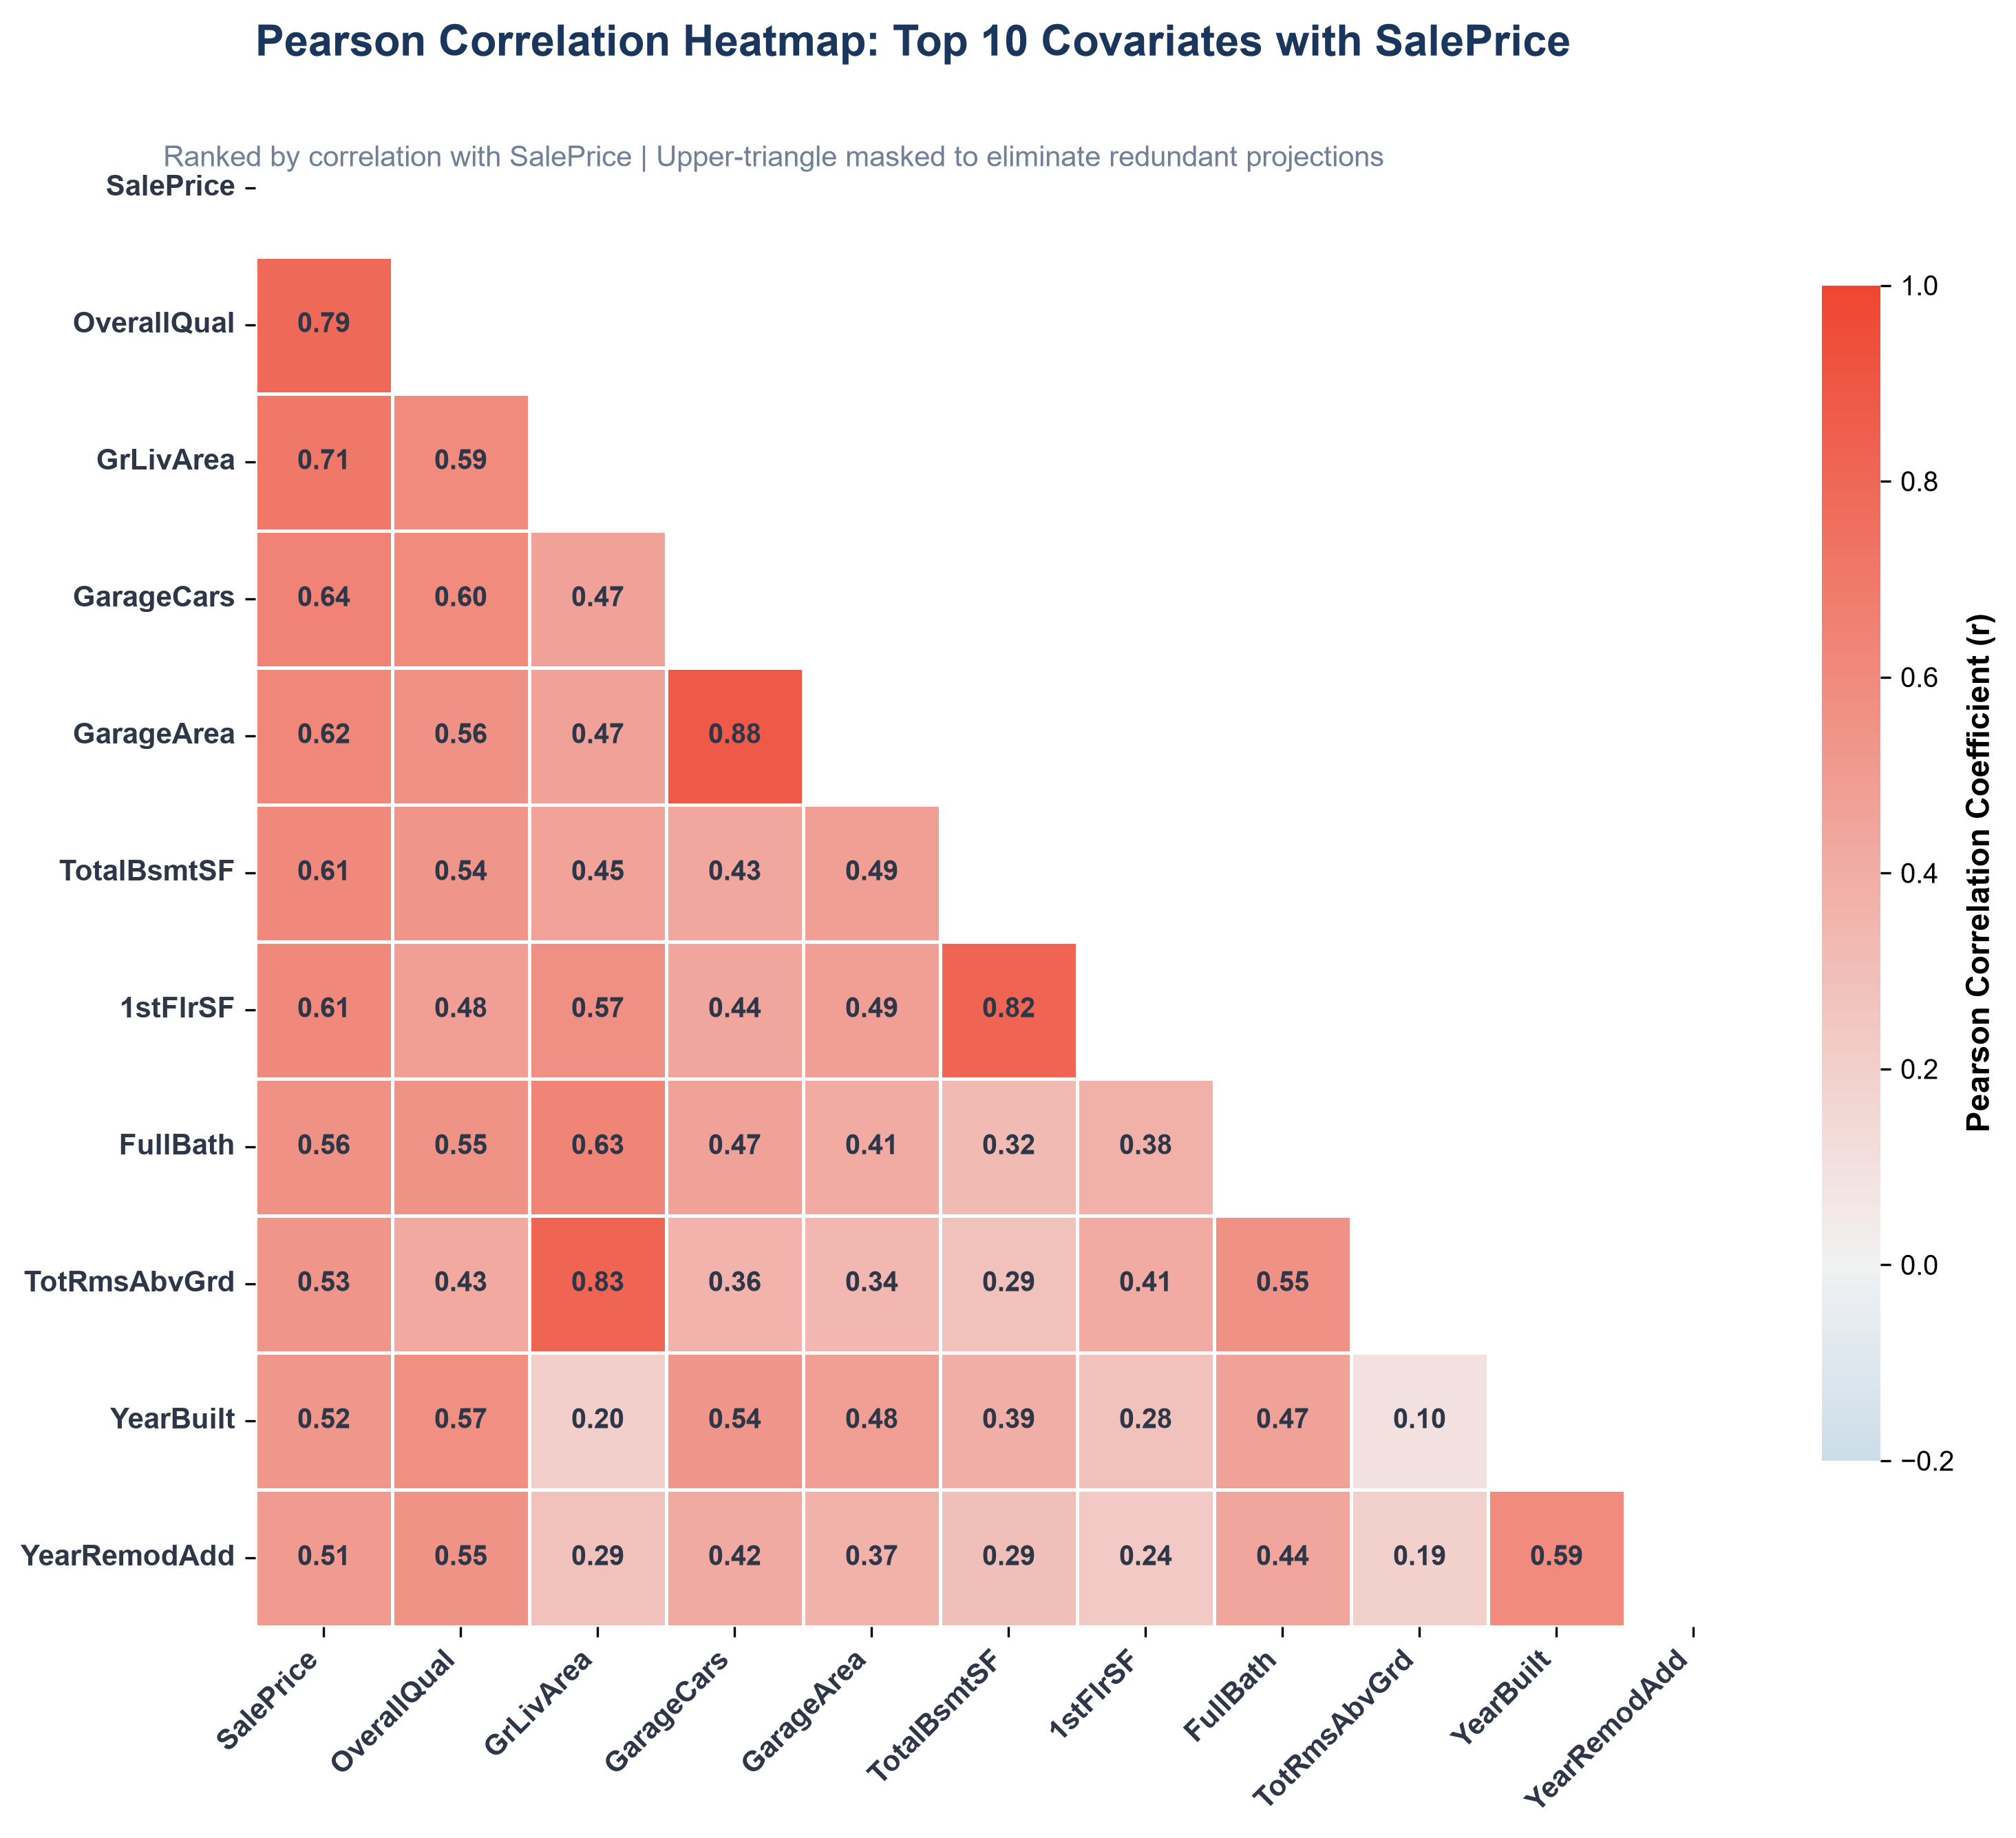 Pearson Correlation Heatmap: Top 10 Covariates with SalePrice
Ranked by correlation with SalePrice | Upper-triangle masked to eliminate redundant projections
SalePrice
OverallQual 0.79
GrLivArea 0.71 0.59
GarageCars 0.64 0.60 0.47
GarageArea 0.62 0.56 0.47 0.88
TotalBsmtSF 0.61 0.54 0.45 0.43 0.49
1stFlrSF 0.61 0.48 0.57 0.44 0.49 0.82
FullBath 0.56 0.55 0.63 0.47 0.41 0.32 0.38
TotRmsAbvGrd 0.53 0.43 0.83 0.36 0.34 0.29 0.41 0.55
YearBuilt 0.52 0.57 0.20 0.54 0.48 0.39 0.28 0.47 0.10
YearRemodAdd 0.51 0.55 0.29 0.42 0.37 0.29 0.24 0.44 0.19 0.59
SalePrice OverallQual GrLivArea GarageCars GarageArea TotalBsmtSF 1stFlrSF FullBath TotRmsAbvGrd YearBuilt YearRemodAdd
1.0
0.8
0.6
0.4
0.2
0.0
−0.2
Pearson Correlation Coefficient (r)